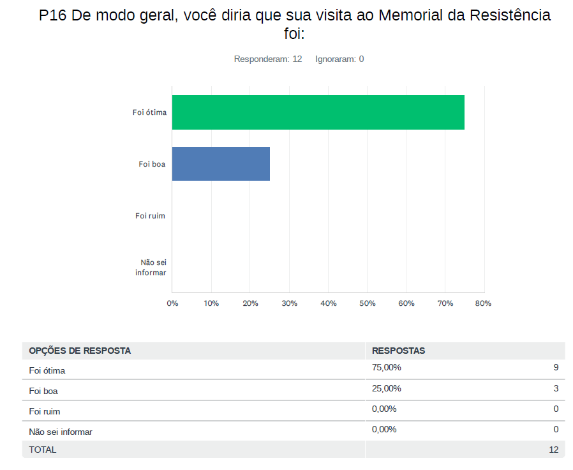 P16 De modo geral, você diria que sua visita ao Memorial da Resistência
foi:
Responderam: 12 Ignoraram: 0
Foi ótima
Foi boa
Foi ruim
Não sei
informar
0% 10% 20% 30% 40% 50% 60% 70% 80%
OPÇÕES DE RESPOSTA RESPOSTAS
Foi ótima 75,00% 9
Foi boa 25,00% 3
Foi ruim 0,00% 0
Não sei informar 0,00% 0
TOTAL 12